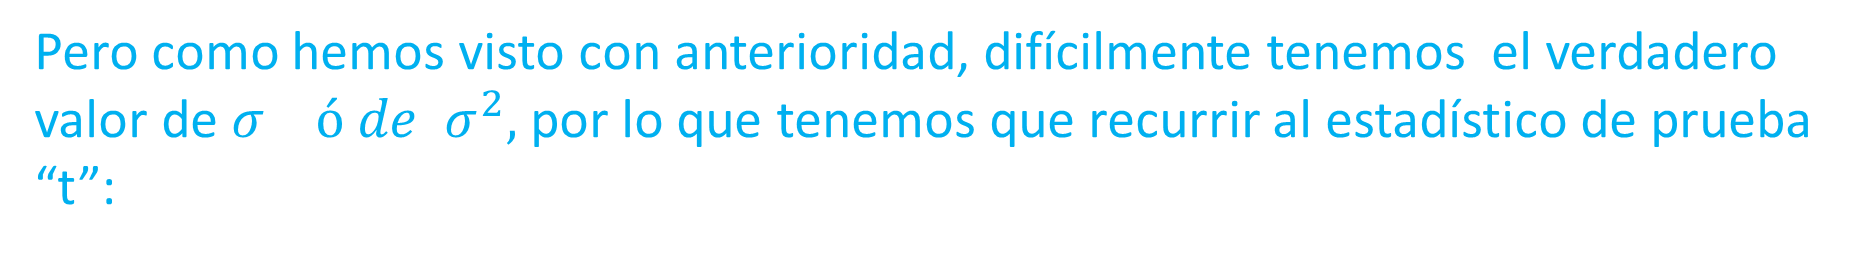 Pero como hemos visto con anterioridad, difícilmente tenemos el verdadero
valor de σ ó de σ², por lo que tenemos que recurrir al estadístico de prueba
“t”: